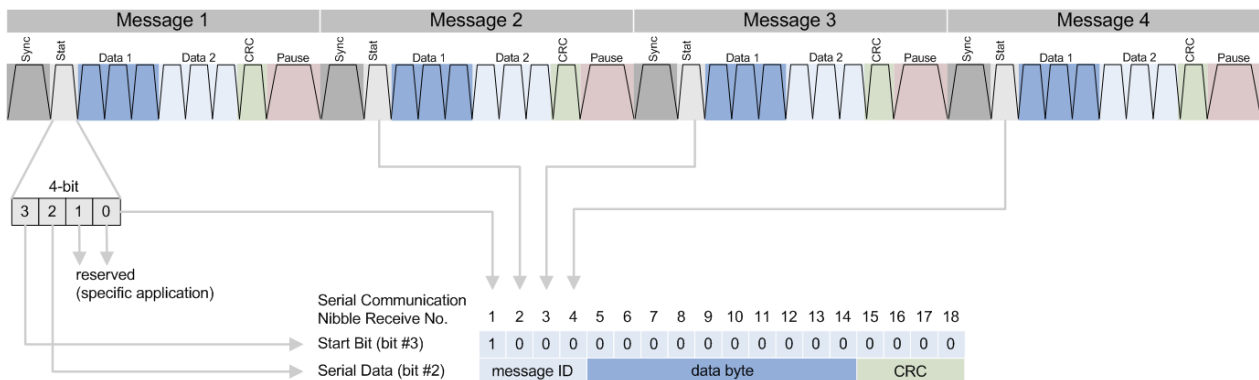 Message 1 Message 2 Message 3 Message 4
Sync Stat Data 1 Data 2 CRC Pause Sync Stat Data 1 Data 2 CRC Pause Sync Stat Data 1 Data 2 CRC Pause Sync Stat Data 1 Data 2 CRC Pause
4-bit
3 2 1 0
reserved
(specific application)
Serial Communication
Nibble Receive No. 1 2 3 4 5 6 7 8 9 10 11 12 13 14 15 16 17 18
Start Bit (bit #3) 1 0 0 0 0 0 0 0 0 0 0 0 0 0 0 0 0 0
Serial Data (bit #2) message ID data byte CRC